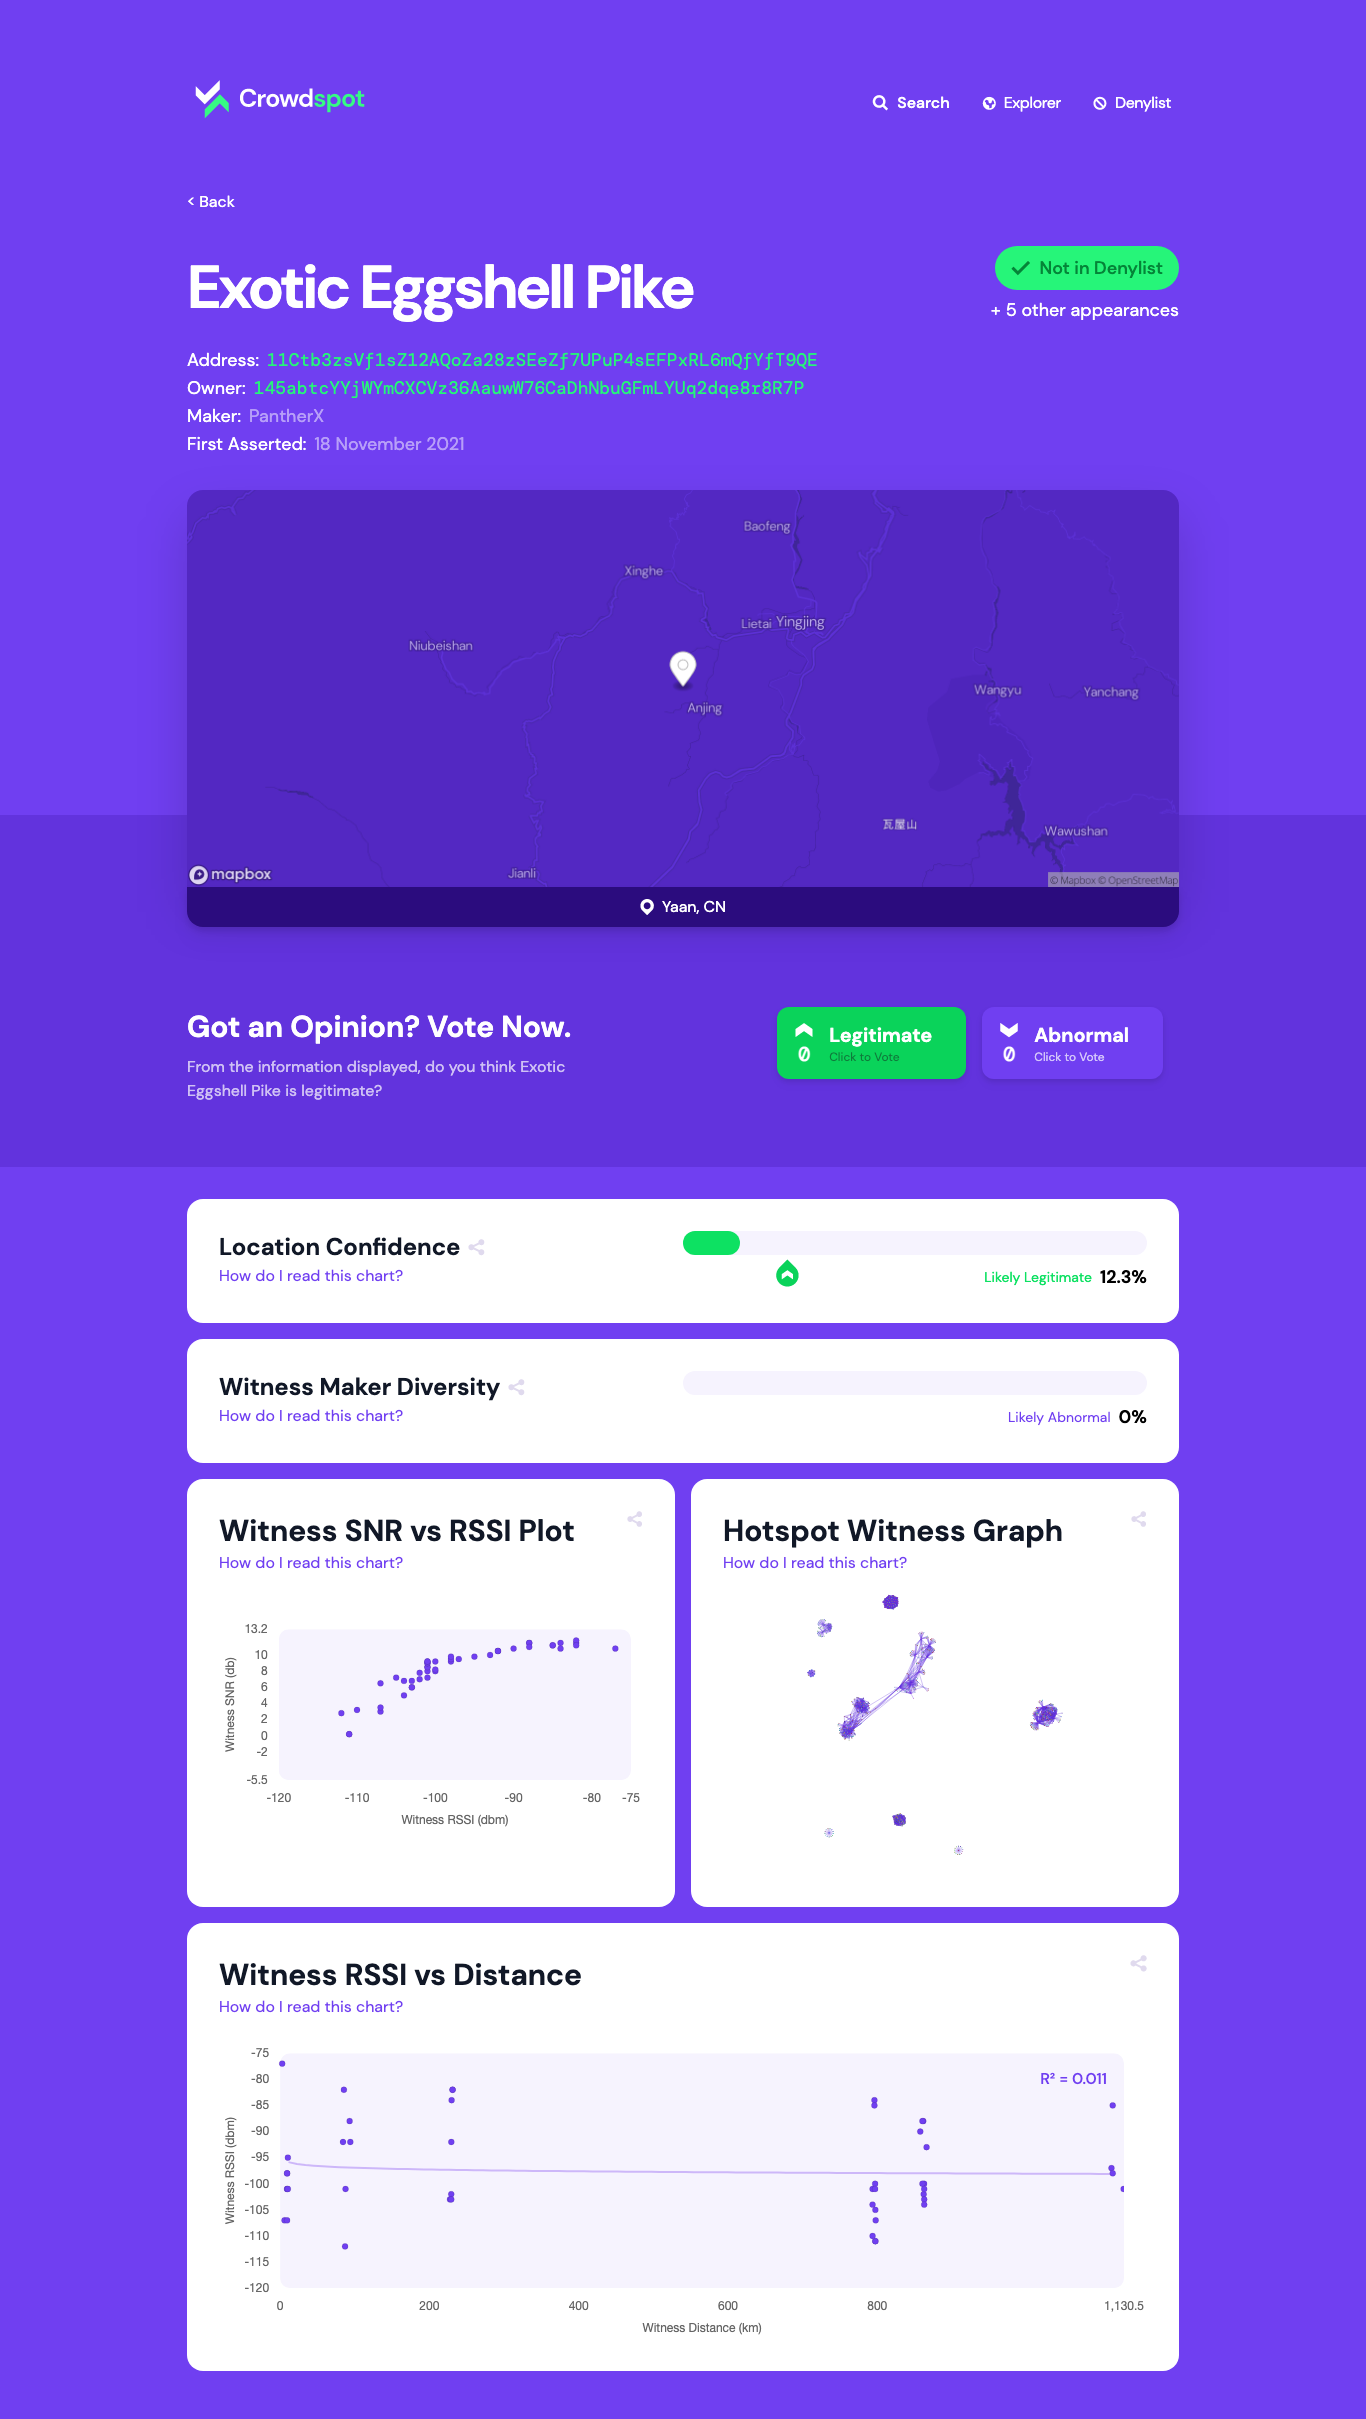 Crowdspot
Search
Explorer
Denylist
< Back
Exotic Eggshell Pike
Not in Denylist
+ 5 other appearances
Address: 11Ctb3zsVf1sZ12AQoZa28zSEeZf7UPuP4sEFPxRL6mQfYfT9QE
Owner: 145abtcYYjWYmCXCVz36AauwW76CaDhNbuGFmLYUq2dqe8r8R7P
Maker: PantherX
First Asserted: 18 November 2021
Baofeng
Xinghe
Lietai Yingjing
Niubeishan
Wangyu
Yanchang
Anjing
瓦屋山
Wawushan
Jianli
mapbox
© Mapbox © OpenStreetMap
Yaan, CN
Got an Opinion? Vote Now.
From the information displayed, do you think Exotic
Eggshell Pike is legitimate?
0
Legitimate
Click to Vote
0
Abnormal
Click to Vote
Location Confidence
How do I read this chart?
Likely Legitimate 12.3%
Witness Maker Diversity
How do I read this chart?
Likely Abnormal 0%
Witness SNR vs RSSI Plot
How do I read this chart?
Witness SNR (db)
13.2
10
8
6
4
2
0
-2
-5.5
-120 -110 -100 -90 -80 -75
Witness RSSI (dbm)
Hotspot Witness Graph
How do I read this chart?
Witness RSSI vs Distance
How do I read this chart?
R² = 0.011
Witness RSSI (dbm)
-75
-80
-85
-90
-95
-100
-105
-110
-115
-120
0 200 400 600 800 1,130.5
Witness Distance (km)